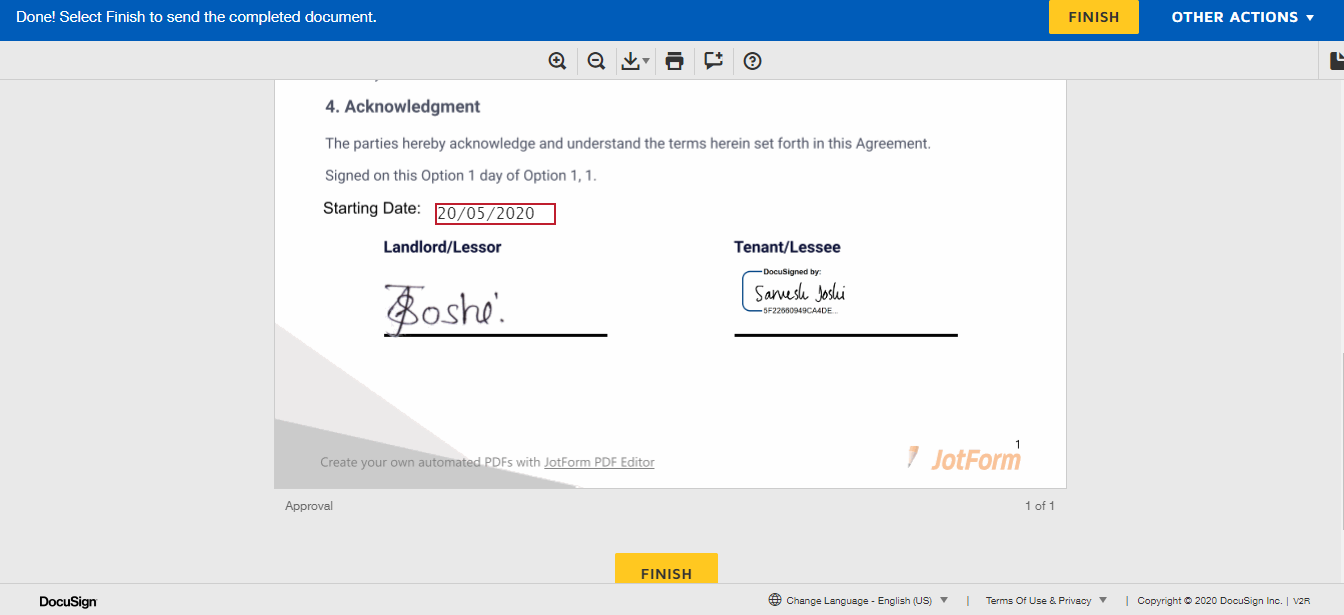 Done! Select Finish to send the completed document.
FINISH
OTHER ACTIONS
4. Acknowledgment
The parties hereby acknowledge and understand the terms herein set forth in this Agreement.
Signed on this Option 1 day of Option 1, 1.
Starting Date: 20/05/2020
Landlord/Lessor
Tenant/Lessee
DocuSigned by:
5F22660949CA4DE...
1
Create your own automated PDFs with JotForm PDF Editor
JotForm
Approval
1 of 1
FINISH
DocuSign
Change Language - English (US) | Terms Of Use & Privacy | Copyright © 2020 DocuSign Inc. | V2R